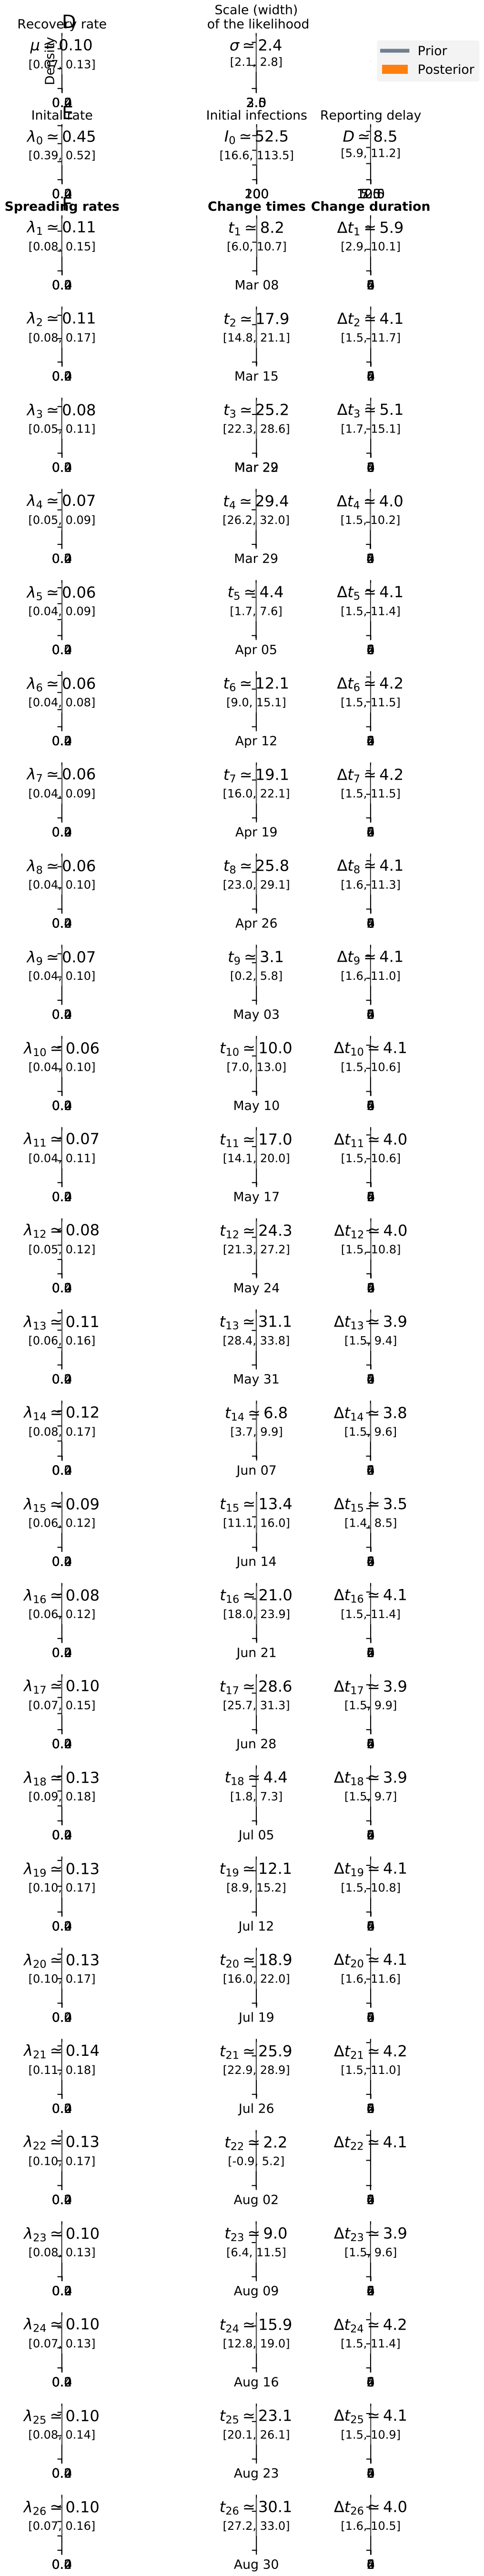 D
Recovery rate
Scale (width)
of the likelihood
μ ≃ 0.10
[0.07, 0.13]
Density
σ ≃ 2.4
[2.1, 2.8]
Prior
Posterior
E
Inital rate
Initial infections
Reporting delay
λ0 ≃ 0.45
[0.39, 0.52]
I0 ≃ 52.5
[16.6, 113.5]
D ≃ 8.5
[5.9, 11.2]
F
Spreading rates
Change times
Change duration
λ1 ≃ 0.11
[0.08, 0.15]
t1 ≃ 8.2
[6.0, 10.7]
Δt1 ≃ 5.9
[2.9, 10.1]
Mar 08
λ2 ≃ 0.11
[0.08, 0.17]
t2 ≃ 17.9
[14.8, 21.1]
Δt2 ≃ 4.1
[1.5, 11.7]
Mar 15
λ3 ≃ 0.08
[0.05, 0.11]
t3 ≃ 25.2
[22.3, 28.6]
Δt3 ≃ 5.1
[1.7, 15.1]
λ4 ≃ 0.07
[0.05, 0.09]
t4 ≃ 29.4
[26.2, 32.0]
Δt4 ≃ 4.0
[1.5, 10.2]
Mar 29
λ5 ≃ 0.06
[0.04, 0.09]
t5 ≃ 4.4
[1.7, 7.6]
Δt5 ≃ 4.1
[1.5, 11.4]
Apr 05
λ6 ≃ 0.06
[0.04, 0.08]
t6 ≃ 12.1
[9.0, 15.1]
Δt6 ≃ 4.2
[1.5, 11.5]
Apr 12
λ7 ≃ 0.06
[0.04, 0.09]
t7 ≃ 19.1
[16.0, 22.1]
Δt7 ≃ 4.2
[1.5, 11.5]
Apr 19
λ8 ≃ 0.06
[0.04, 0.10]
t8 ≃ 25.8
[23.0, 29.1]
Δt8 ≃ 4.1
[1.6, 11.3]
Apr 26
λ9 ≃ 0.07
[0.04, 0.10]
t9 ≃ 3.1
[0.2, 5.8]
Δt9 ≃ 4.1
[1.6, 11.0]
May 03
λ10 ≃ 0.06
[0.04, 0.10]
t10 ≃ 10.0
[7.0, 13.0]
Δt10 ≃ 4.1
[1.5, 10.6]
May 10
λ11 ≃ 0.07
[0.04, 0.11]
t11 ≃ 17.0
[14.1, 20.0]
Δt11 ≃ 4.0
[1.5, 10.6]
May 17
λ12 ≃ 0.08
[0.05, 0.12]
t12 ≃ 24.3
[21.3, 27.2]
Δt12 ≃ 4.0
[1.5, 10.8]
May 24
λ13 ≃ 0.11
[0.06, 0.16]
t13 ≃ 31.1
[28.4, 33.8]
Δt13 ≃ 3.9
[1.5, 9.4]
May 31
λ14 ≃ 0.12
[0.08, 0.17]
t14 ≃ 6.8
[3.7, 9.9]
Δt14 ≃ 3.8
[1.5, 9.6]
Jun 07
λ15 ≃ 0.09
[0.06, 0.12]
t15 ≃ 13.4
[11.1, 16.0]
Δt15 ≃ 3.5
[1.4, 8.5]
Jun 14
λ16 ≃ 0.08
[0.06, 0.12]
t16 ≃ 21.0
[18.0, 23.9]
Δt16 ≃ 4.1
[1.5, 11.4]
Jun 21
λ17 ≃ 0.10
[0.07, 0.15]
t17 ≃ 28.6
[25.7, 31.3]
Δt17 ≃ 3.9
[1.5, 9.9]
Jun 28
λ18 ≃ 0.13
[0.09, 0.18]
t18 ≃ 4.4
[1.8, 7.3]
Δt18 ≃ 3.9
[1.5, 9.7]
Jul 05
λ19 ≃ 0.13
[0.10, 0.17]
t19 ≃ 12.1
[8.9, 15.2]
Δt19 ≃ 4.1
[1.5, 10.8]
Jul 12
λ20 ≃ 0.13
[0.10, 0.17]
t20 ≃ 18.9
[16.0, 22.0]
Δt20 ≃ 4.1
[1.6, 11.6]
Jul 19
λ21 ≃ 0.14
[0.11, 0.18]
t21 ≃ 25.9
[22.9, 28.9]
Δt21 ≃ 4.2
[1.5, 11.0]
Jul 26
λ22 ≃ 0.13
[0.10, 0.17]
t22 ≃ 2.2
[-0.9, 5.2]
Δt22 ≃ 4.1
Aug 02
λ23 ≃ 0.10
[0.08, 0.13]
t23 ≃ 9.0
[6.4, 11.5]
Δt23 ≃ 3.9
[1.5, 9.6]
Aug 09
λ24 ≃ 0.10
[0.07, 0.13]
t24 ≃ 15.9
[12.8, 19.0]
Δt24 ≃ 4.2
[1.5, 11.4]
Aug 16
λ25 ≃ 0.10
[0.08, 0.14]
t25 ≃ 23.1
[20.1, 26.1]
Δt25 ≃ 4.1
[1.5, 10.9]
Aug 23
λ26 ≃ 0.10
[0.07, 0.16]
t26 ≃ 30.1
[27.2, 33.0]
Δt26 ≃ 4.0
[1.6, 10.5]
Aug 30